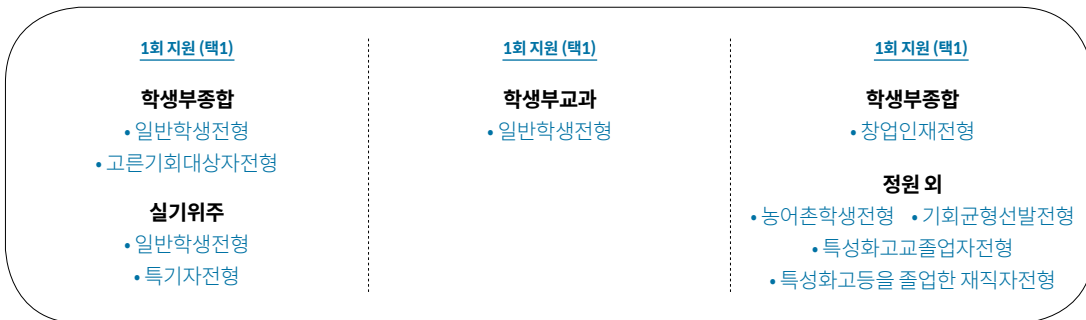 1회 지원 (택1)
학생부종합
• 일반학생전형
• 고른기회대상자전형
실기위주
• 일반학생전형
• 특기자전형
1회 지원 (택1)
학생부교과
• 일반학생전형
1회 지원 (택1)
학생부종합
• 창업인재전형
정원 외
• 농어촌학생전형 • 기회균형선발전형
• 특성화고교졸업자전형
• 특성화고등을 졸업한 재직자전형